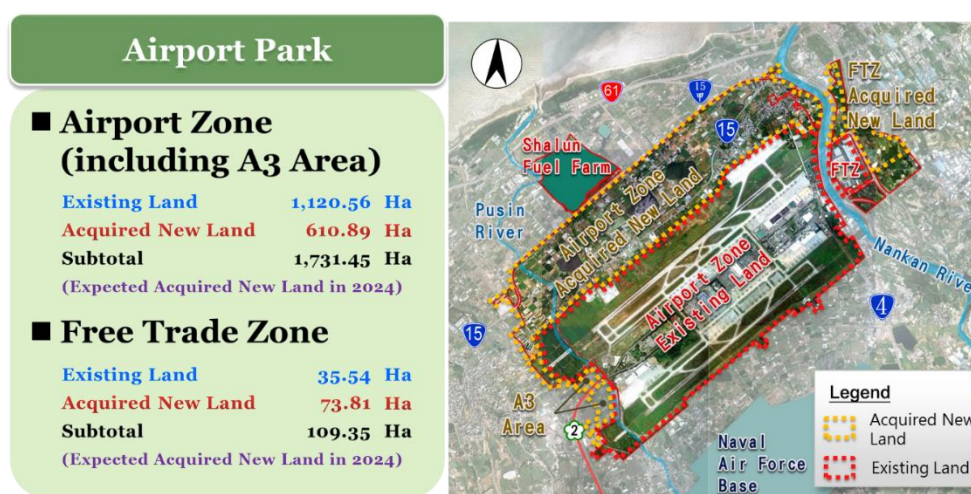 Airport Park
■ Airport Zone
(including A3 Area)
Existing Land 1,120.56 Ha
Acquired New Land 610.89 Ha
Subtotal 1,731.45 Ha
(Expected Acquired New Land in 2024)
■ Free Trade Zone
Existing Land 35.54 Ha
Acquired New Land 73.81 Ha
Subtotal 109.35 Ha
(Expected Acquired New Land in 2024)
61
15
15
FTZ
Acquired
New Land
Shalun
Fuel Farm
FTZ
Pusin
River
Airport Zone
Acquired New Land
Nankan River
Airport Zone
Existing Land
4
15
A3
Area
2
Naval
Air Force
Base
Legend
Acquired New
Land
Existing Land